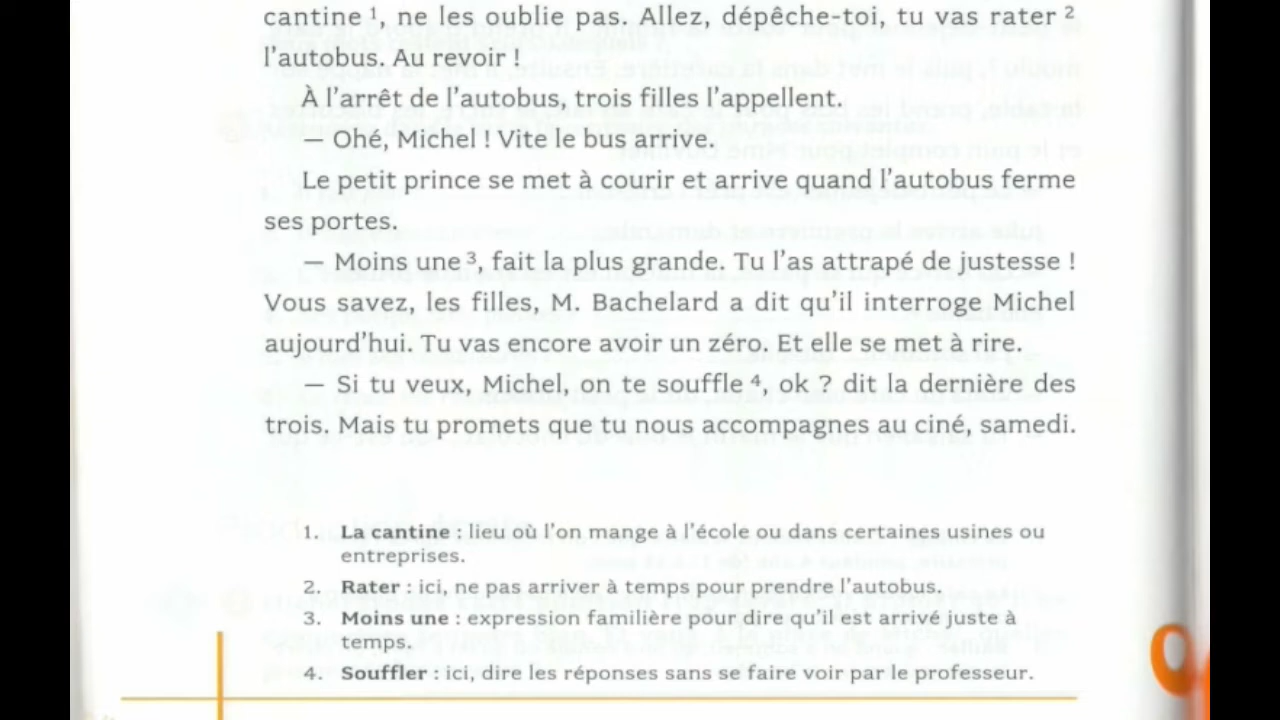 cantine ¹, ne les oublie pas. Allez, dépêche-toi, tu vas rater ²
l’autobus. Au revoir !
À l’arrêt de l’autobus, trois filles l’appellent.
— Ohé, Michel ! Vite le bus arrive.
Le petit prince se met à courir et arrive quand l’autobus ferme
ses portes.
— Moins une ³, fait la plus grande. Tu l’as attrapé de justesse !
Vous savez, les filles, M. Bachelard a dit qu’il interroge Michel
aujourd’hui. Tu vas encore avoir un zéro. Et elle se met à rire.
— Si tu veux, Michel, on te souffle ⁴, ok ? dit la dernière des
trois. Mais tu promets que tu nous accompagnes au ciné, samedi.
1. La cantine : lieu où l’on mange à l’école ou dans certaines usines ou
entreprises.
2. Rater : ici, ne pas arriver à temps pour prendre l’autobus.
3. Moins une : expression familière pour dire qu’il est arrivé juste à
temps.
4. Souffler : ici, dire les réponses sans se faire voir par le professeur.